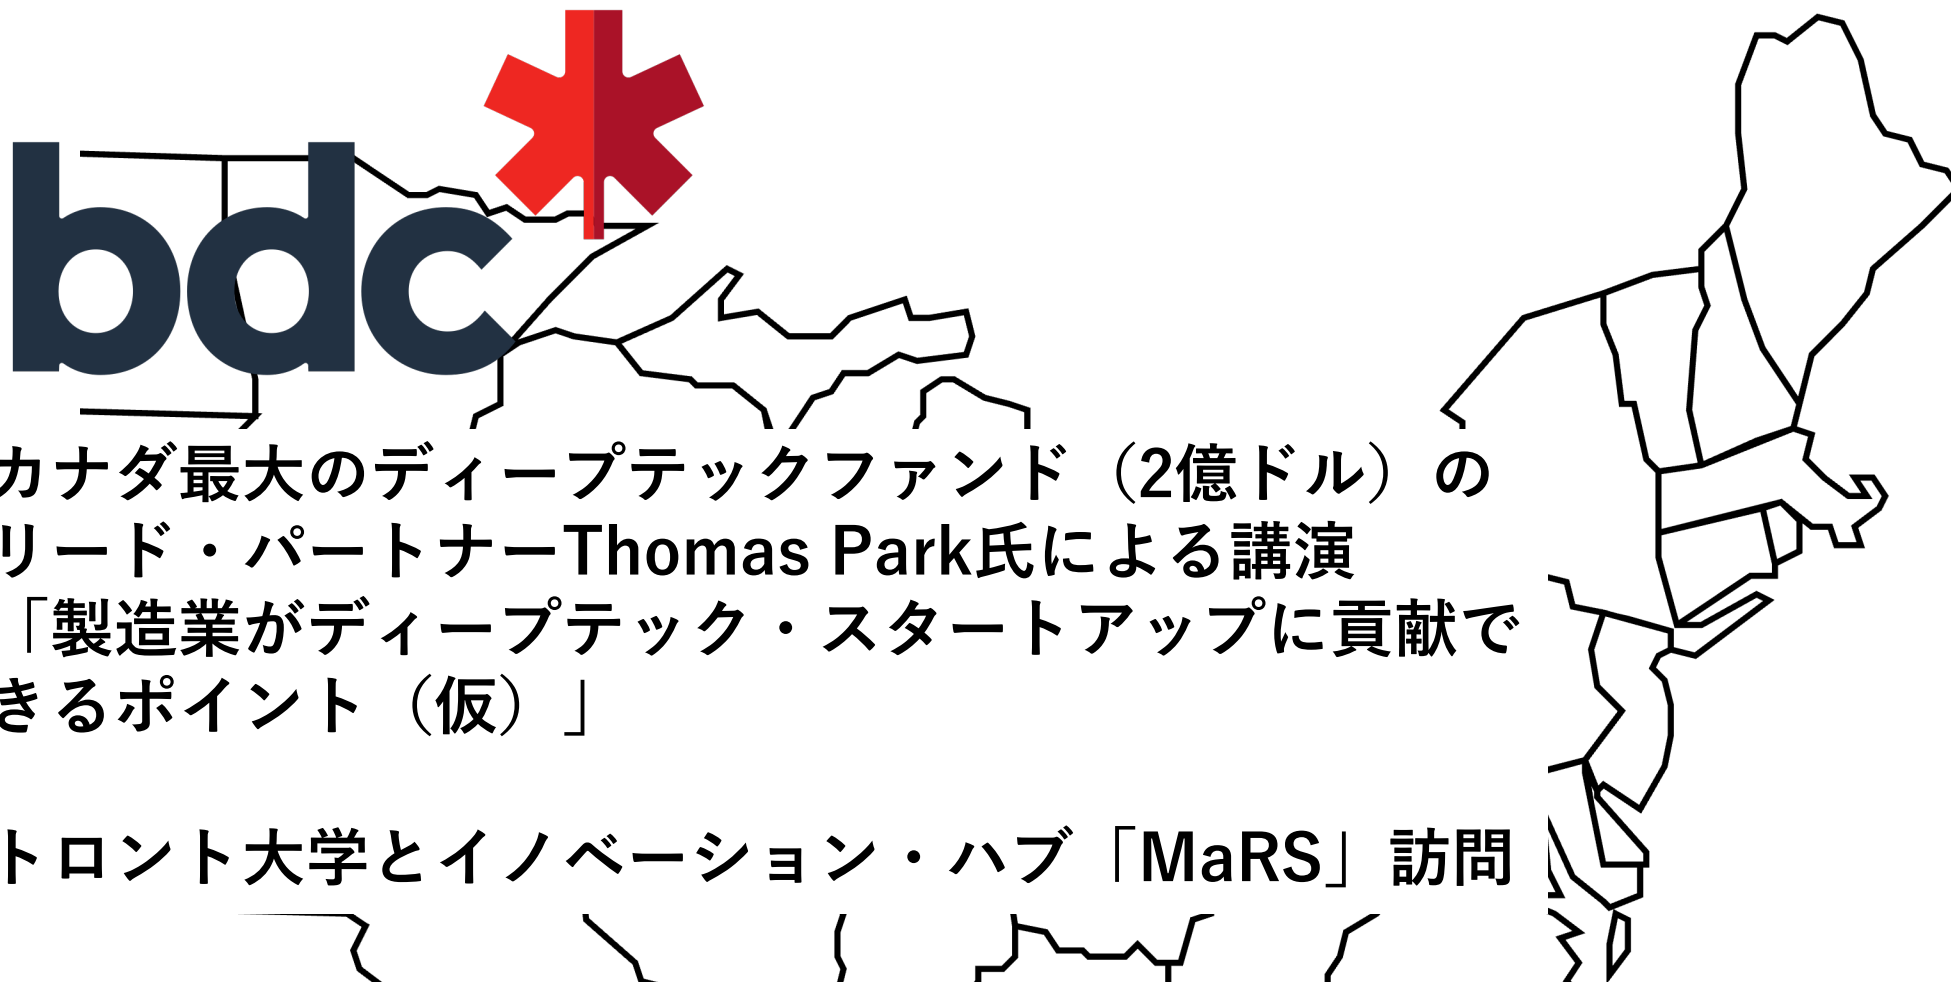 bdc
カナダ最大のディープテックファンド（2億ドル）の
リード・パートナーThomas Park氏による講演
「製造業がディープテック・スタートアップに貢献で
きるポイント（仮）」
トロント大学とイノベーション・ハブ「MaRS」訪問